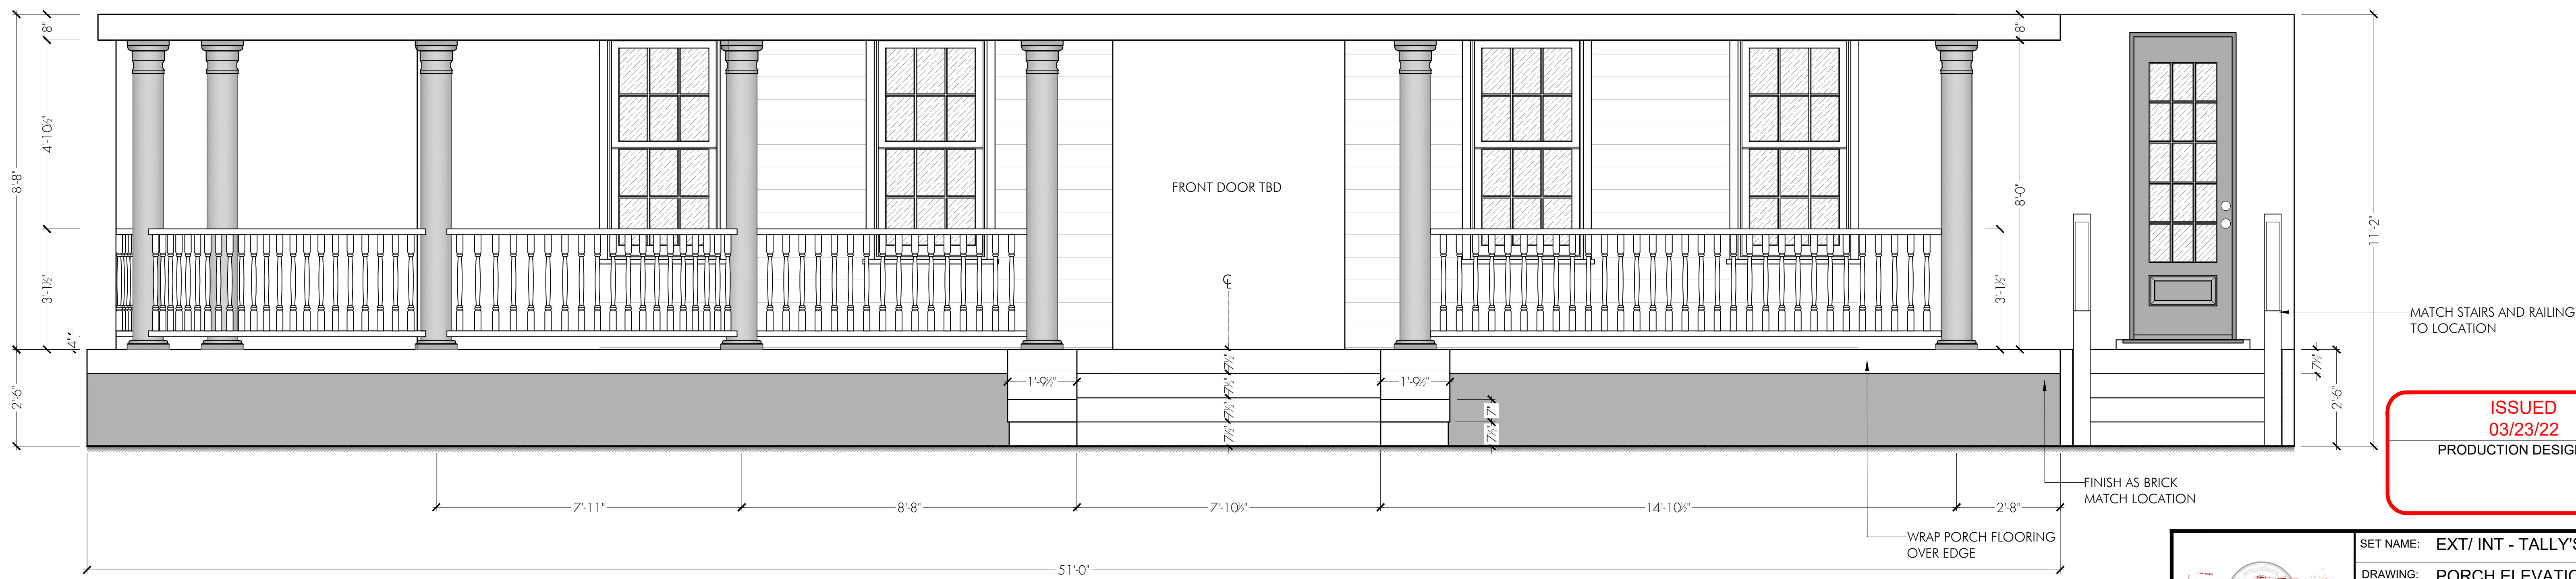 8"
4'-10½"
8'-8"
3'-1½"
4"
2'-6"
FRONT DOOR TBD
CL
7½"
7½"
7½"
7½"
1'-9½"
1'-9½"
7"
7½"
8"
8'-0"
3'-1½"
11'-2"
7½"
2'-6"
MATCH STAIRS AND RAILING
TO LOCATION
ISSUED
03/23/22
FINISH AS BRICK
MATCH LOCATION
WRAP PORCH FLOORING
OVER EDGE
7'-11"
8'-8"
7'-10½"
14'-10½"
2'-8"
51'-0"
SET NAME: EXT/ INT - TALLY'S
DRAWING:
PRODUCTION